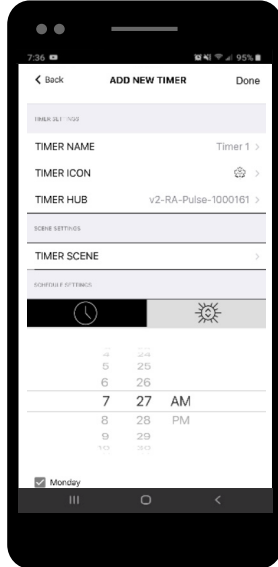 7:36 95%
Back ADD NEW TIMER Done
TIMER SETTINGS
TIMER NAME Timer 1
TIMER ICON
TIMER HUB v2-RA-Pulse-1000161
SCENE SETTINGS
TIMER SCENE
SCHEDULE SETTINGS
4 24
5 25
6 26
7 27 AM
8 28 PM
9 29
10 30
Monday